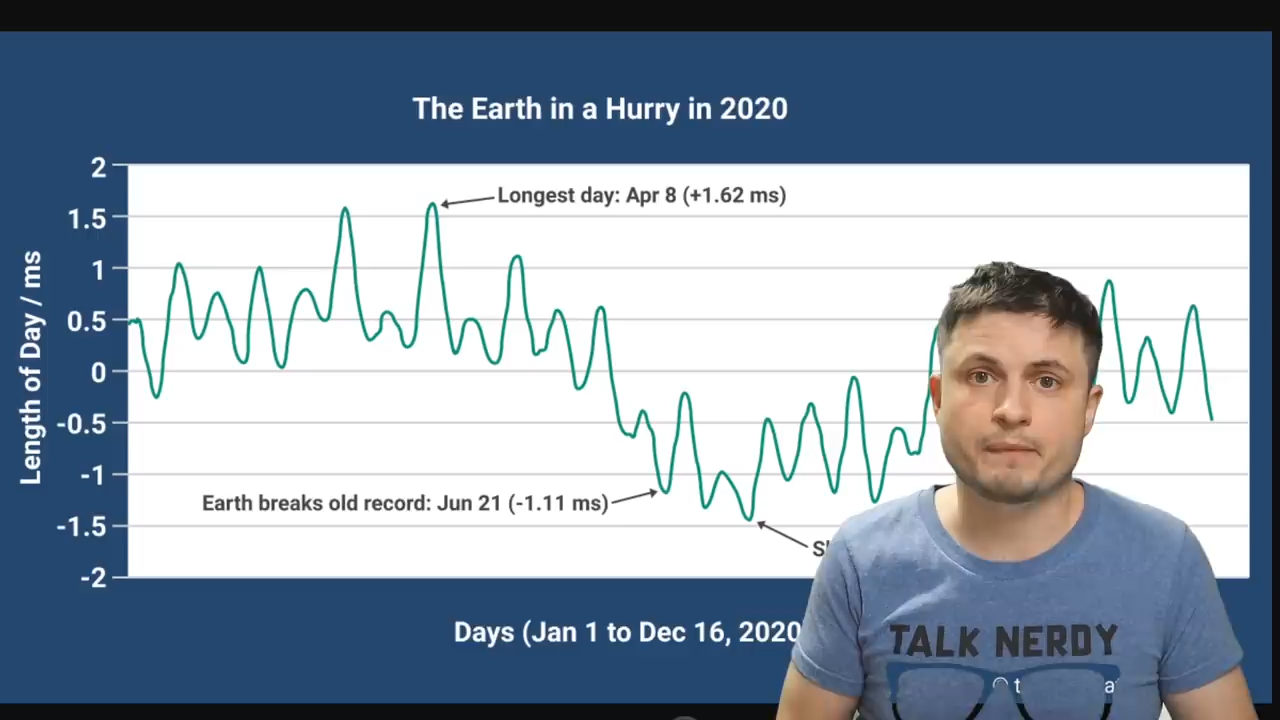 The Earth in a Hurry in 2020
2
1.5
1
0.5
0
-0.5
-1
-1.5
-2
Length of Day / ms
Longest day: Apr 8 (+1.62 ms)
Earth breaks old record: Jun 21 (-1.11 ms)
Days (Jan 1 to Dec 16, 2020
TALK NERDY